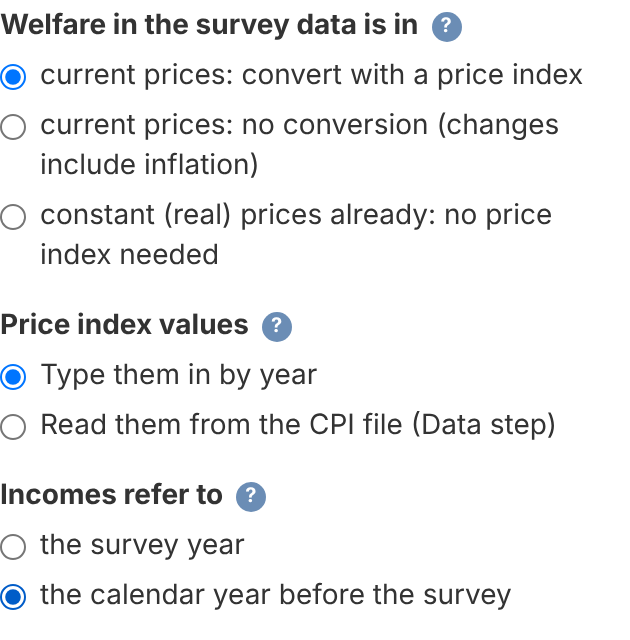 Welfare in the survey data is in ?
current prices: convert with a price index
current prices: no conversion (changes
include inflation)
constant (real) prices already: no price
index needed
Price index values ?
Type them in by year
Read them from the CPI file (Data step)
Incomes refer to ?
the survey year
the calendar year before the survey